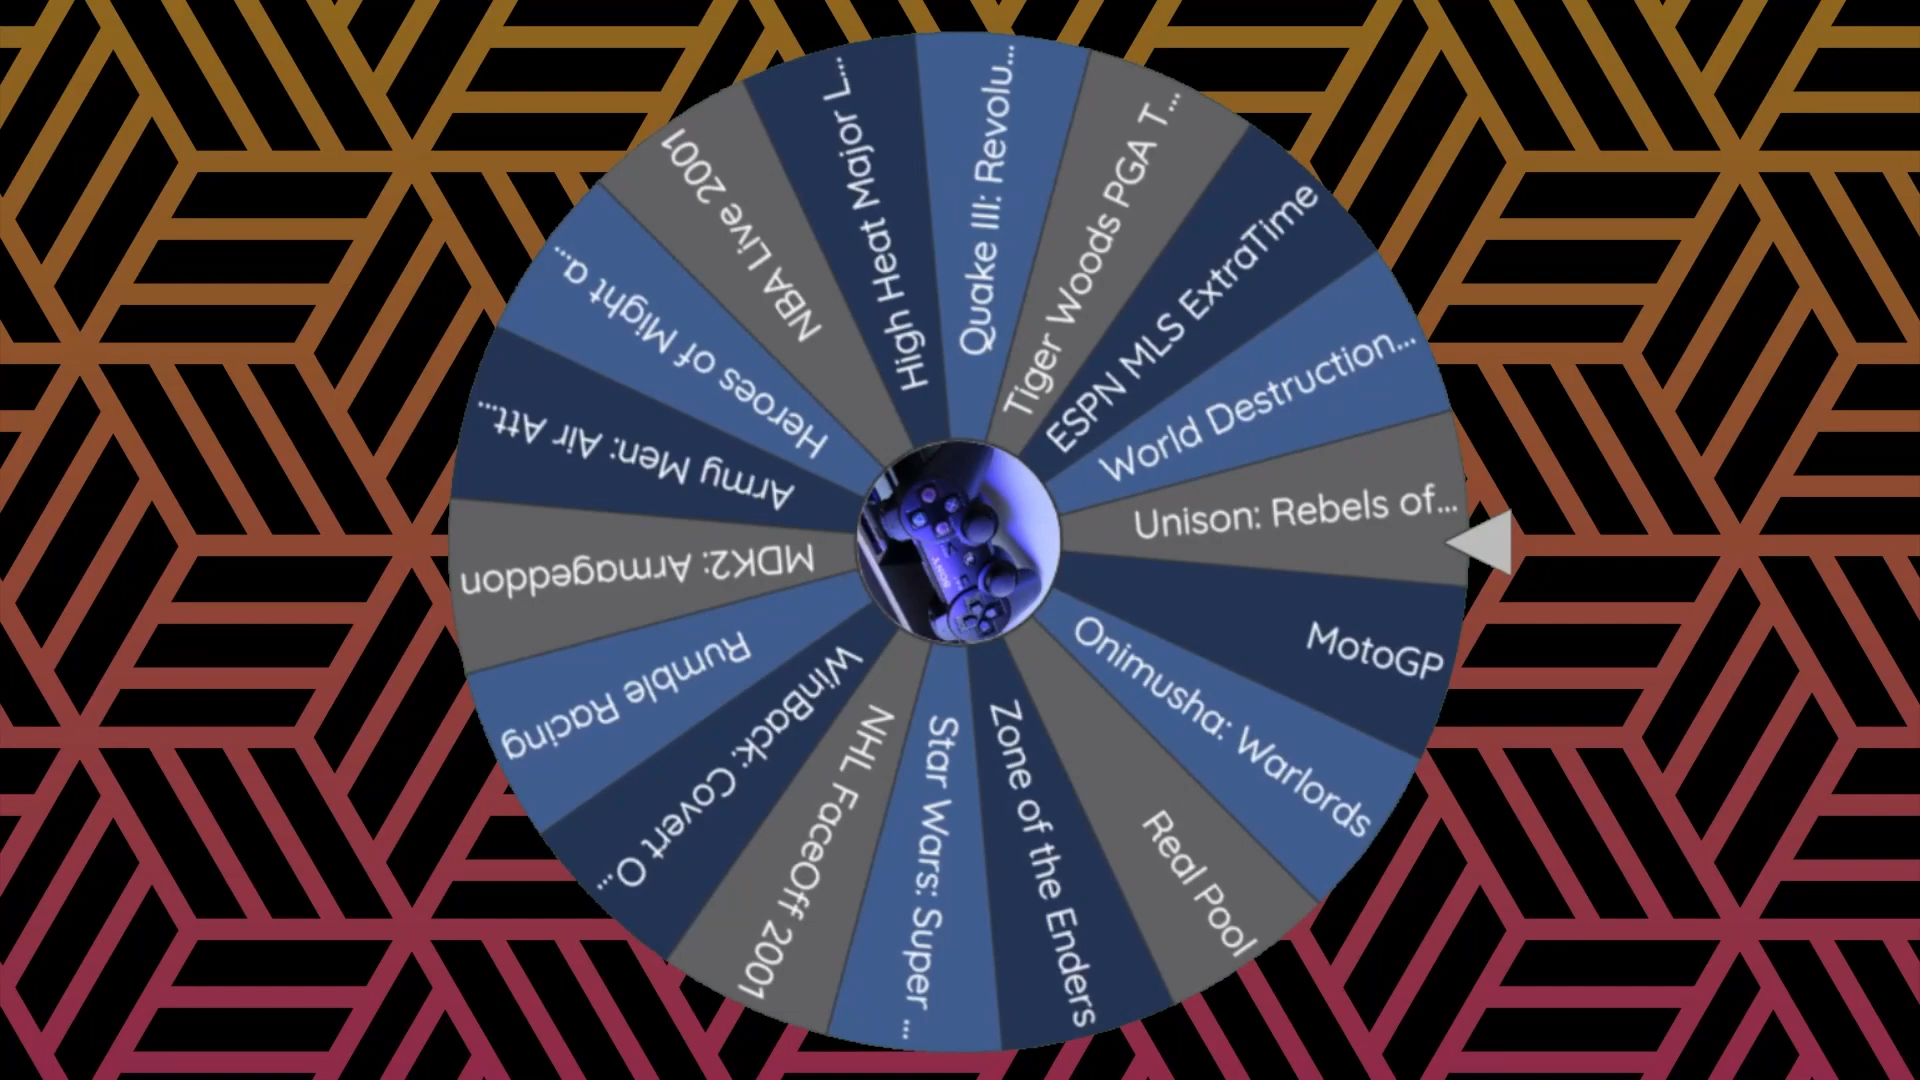 Quake III: Revolu...
Tiger Woods PGA T...
ESPN MLS ExtraTime
World Destruction...
Unison: Rebels of...
MotoGP
Onimusha: Warlords
Real Pool
Zone of the Enders
Star Wars: Super ...
NHL FaceOff 2001
WinBack: Covert O...
Rumble Racing
MDK2: Armageddon
Army Men: Air Att...
Heroes of Might a...
NBA Live 2001
High Heat Major L...
SONY